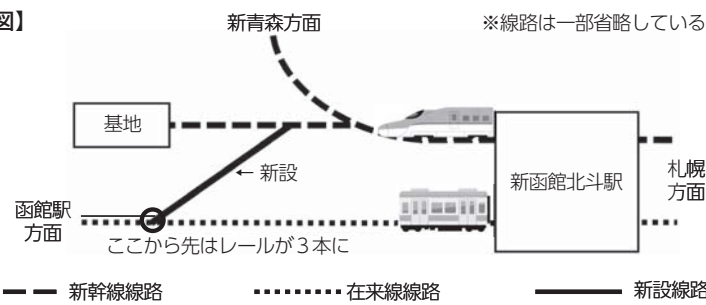 図】
新青森方面
※線路は一部省略している
基地
← 新設
新函館北斗駅
札幌
方面
函館駅
方面
ここから先はレールが3本に
新幹線線路
在来線線路
新設線路